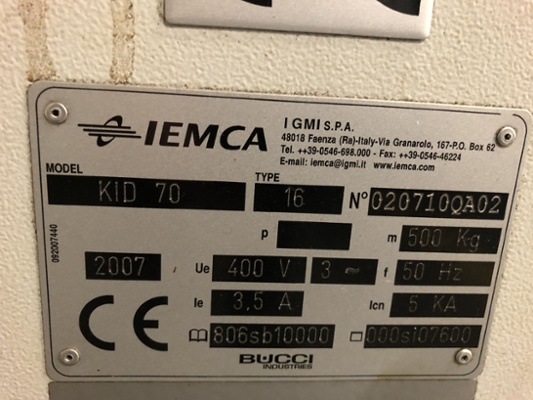 IEMCA
I GMI S.P.A.
48018 Faenza (Ra)-Italy-Via Granarolo, 167-P.O. Box 62
Tel. ++39-0546-698.000 - Fax: ++39-0546-46224
E-mail: iemca@igmi.it www.iemca.com
MODEL TYPE
KID 70 16 N° 020710QA02
p m 500 Kg
2007 Ue 400 V 3 ~ f 50 Hz
CE Ie 3,5 A Icn 5 KA
806sb10000 000si07600
BUCCI
INDUSTRIES
092007440